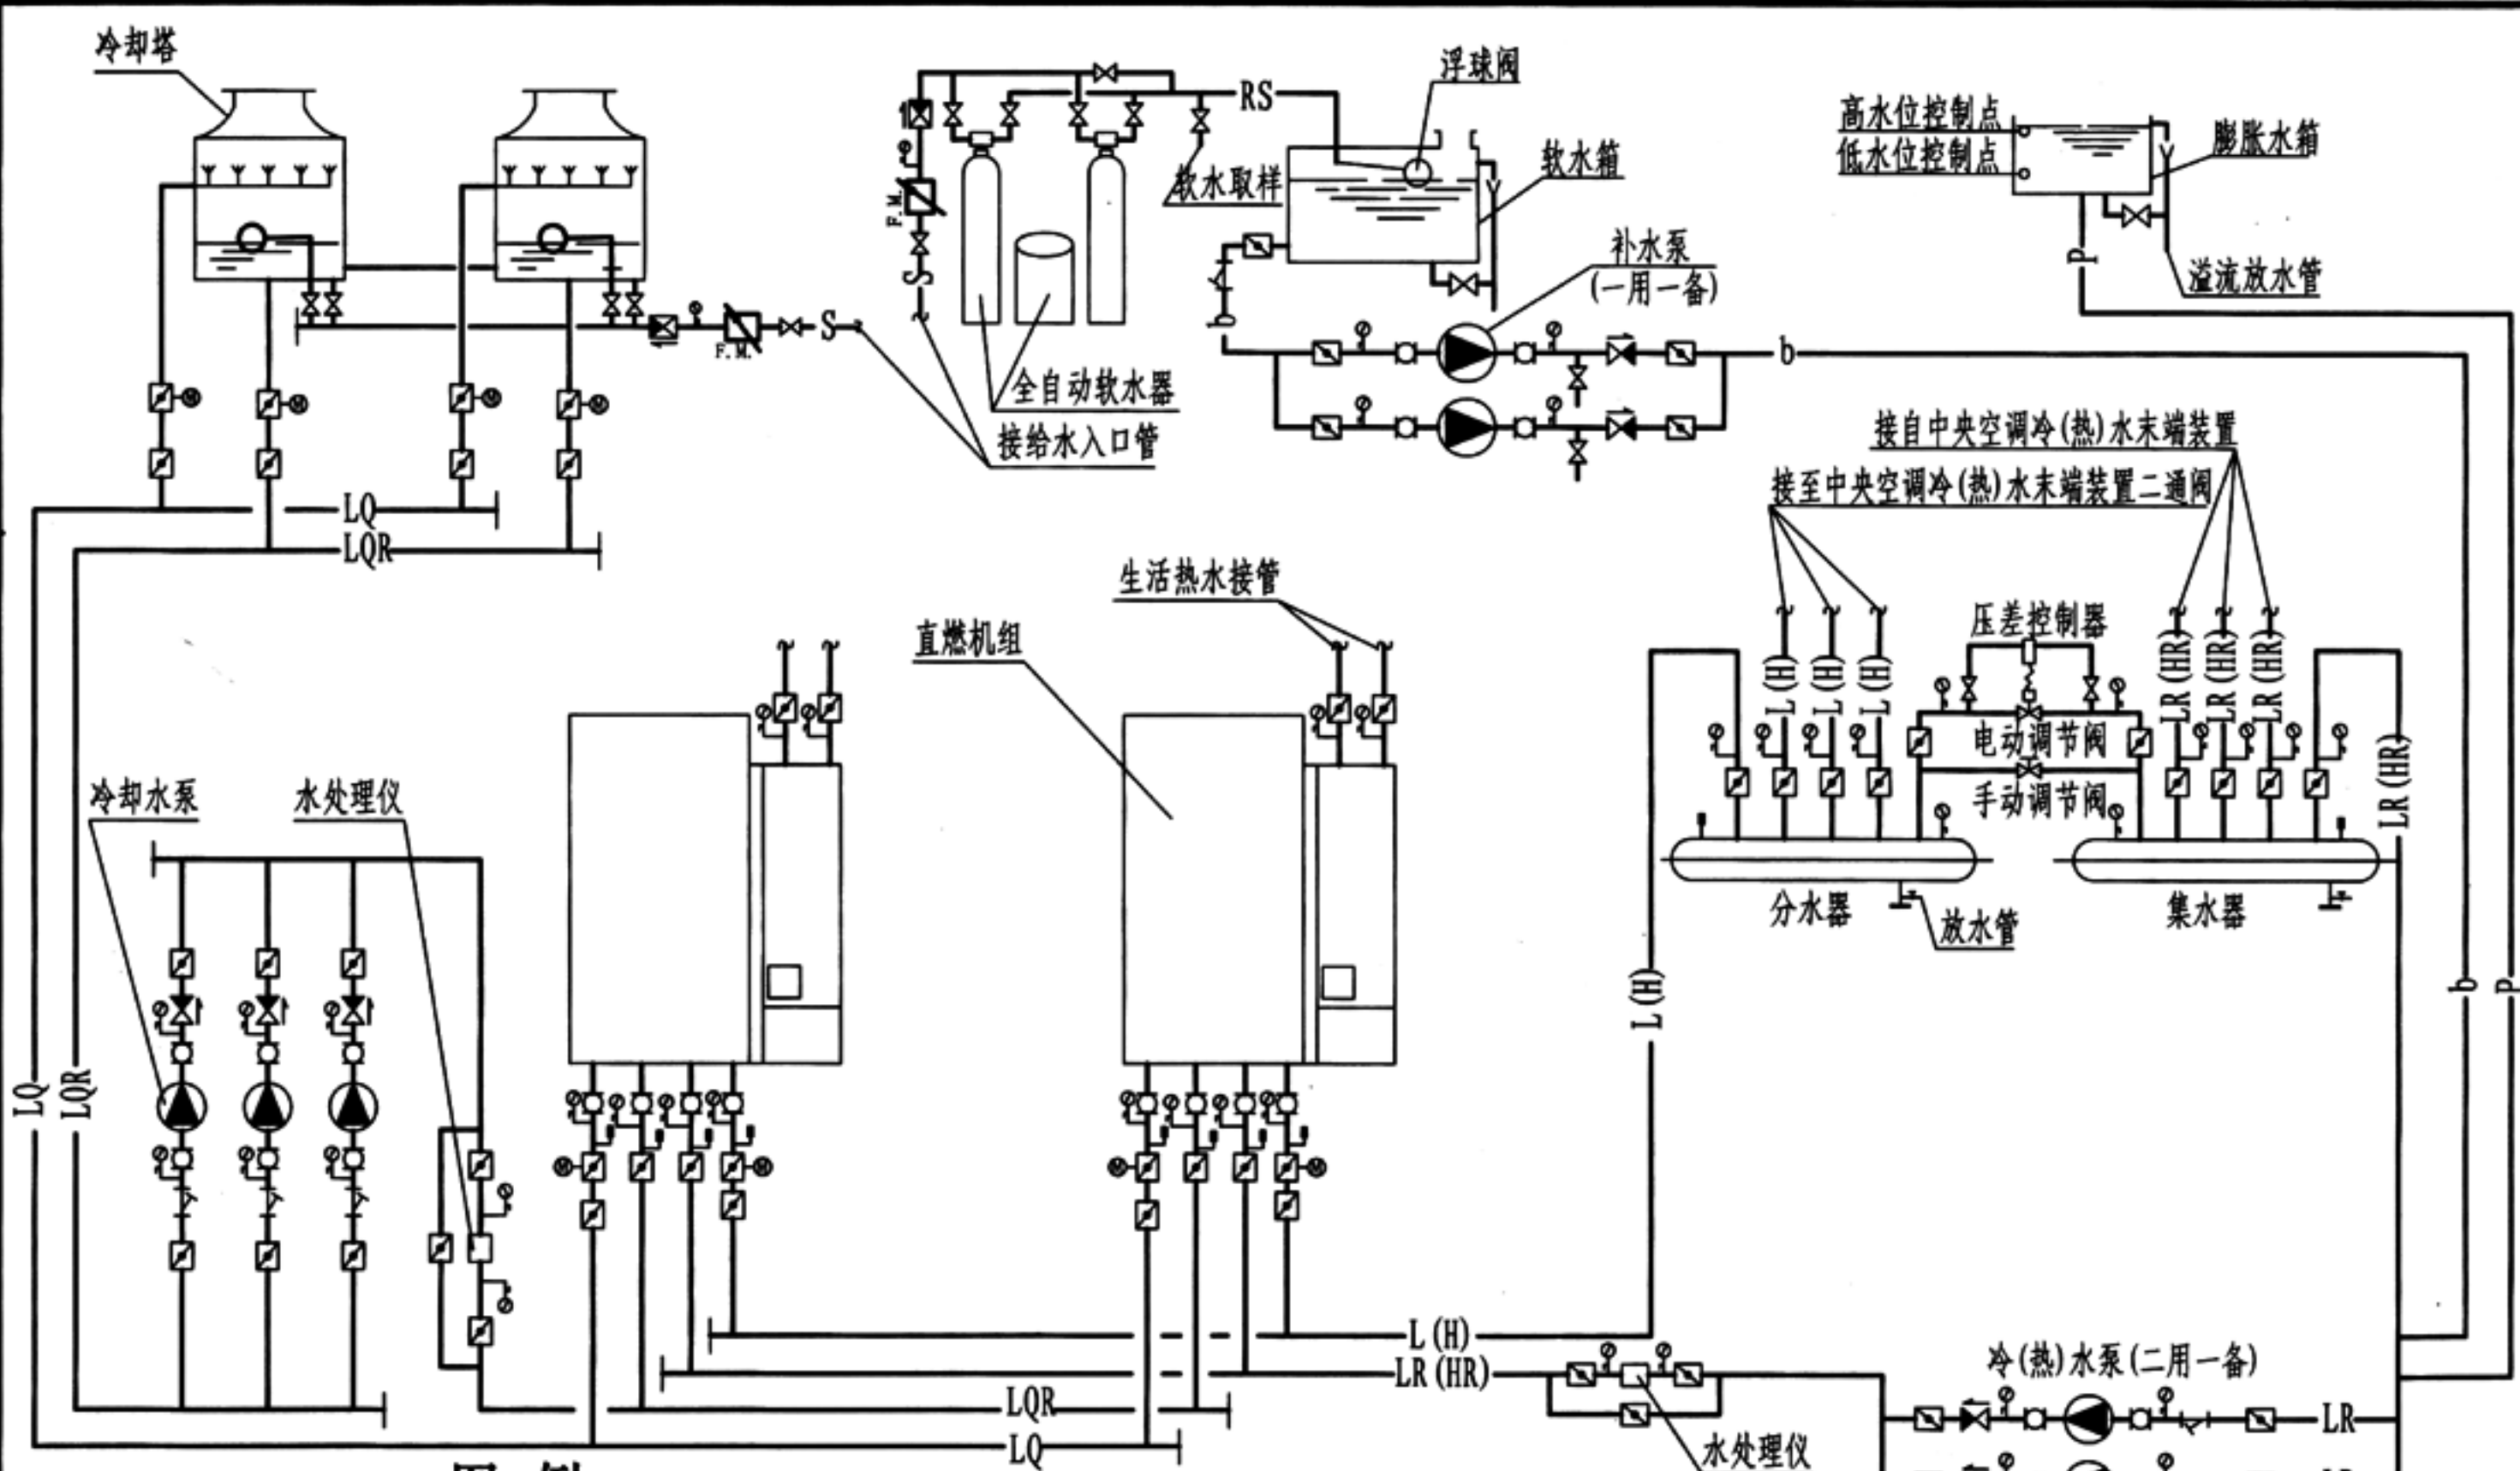 冷却塔
浮球阀
RS
高水位控制点
低水位控制点
膨胀水箱
软水取样
软水箱
F.M.
S
补水泵
(一用一备)
P
溢流放水管
S
F.M.
b
b
全自动软水器
接给水入口管
接自中央空调冷(热)水末端装置
接至中央空调冷(热)水末端装置二通阀
M
M
M
M
LQ
LQR
生活热水接管
直燃机组
压差控制器
L(H)
L(H)
L(H)
LR(HR)
LR(HR)
LR(HR)
电动调节阀
手动调节阀
LR(HR)
冷却水泵
水处理仪
分水器
集水器
放水管
L(H)
b
P
LQ
LQR
M
M
M
M
L(H)
LR(HR)
LQR
LQ
冷(热)水泵(二用一备)
LR
水处理仪